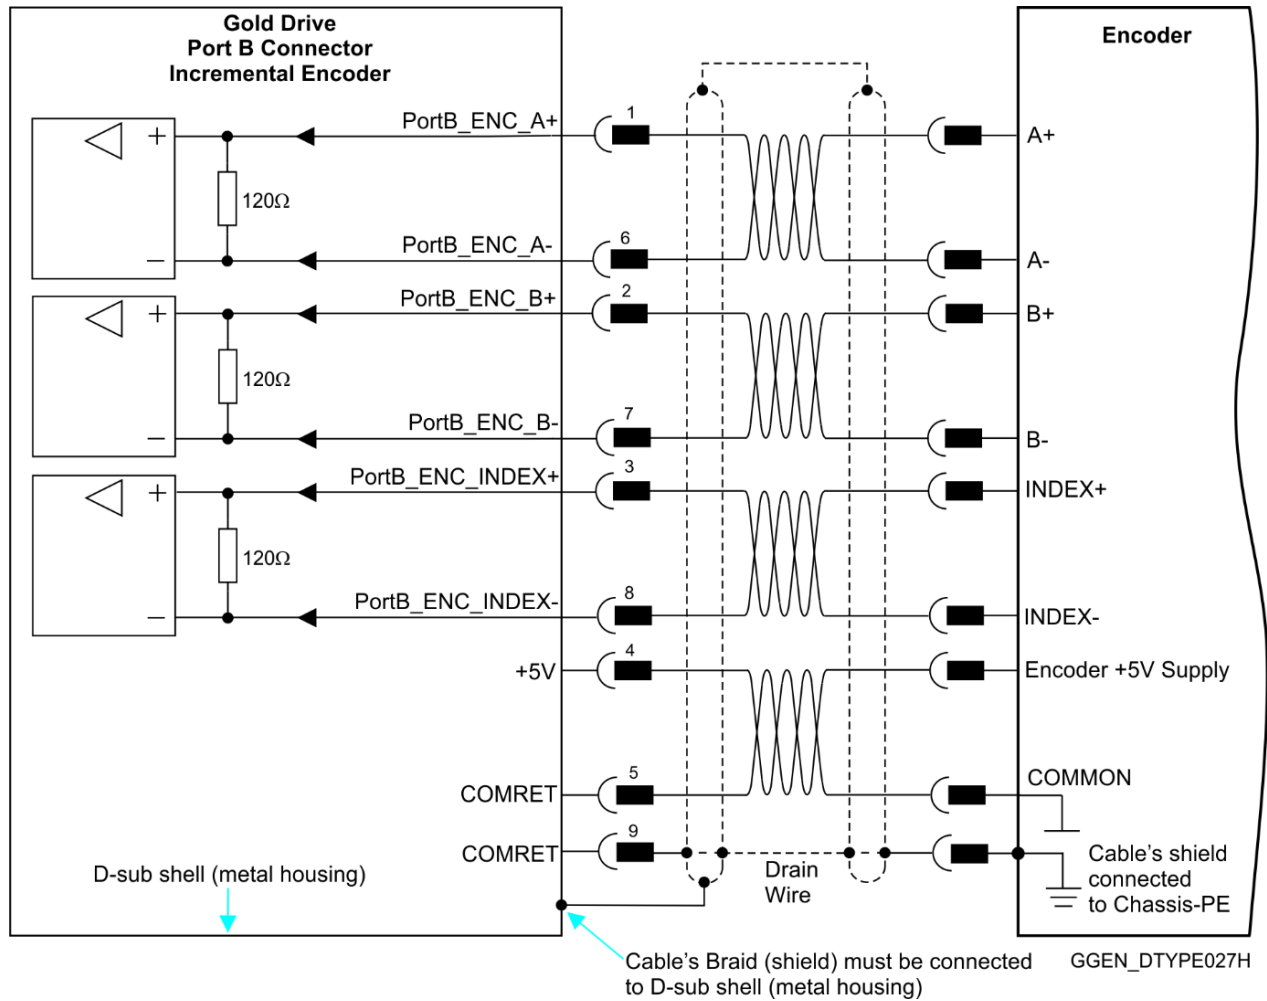 Gold Drive
Port B Connector
Incremental Encoder
Encoder
PortB_ENC_A+
1
A+
+
120Ω
PortB_ENC_A-
6
A-
−
PortB_ENC_B+
2
B+
+
120Ω
PortB_ENC_B-
7
B-
−
PortB_ENC_INDEX+
3
INDEX+
+
120Ω
PortB_ENC_INDEX-
8
INDEX-
−
+5V
4
Encoder +5V Supply
COMRET
5
COMMON
COMRET
9
Drain
Wire
Cable's shield
connected
to Chassis-PE
D-sub shell (metal housing)
Cable's Braid (shield) must be connected
to D-sub shell (metal housing)
GGEN_DTYPE027H